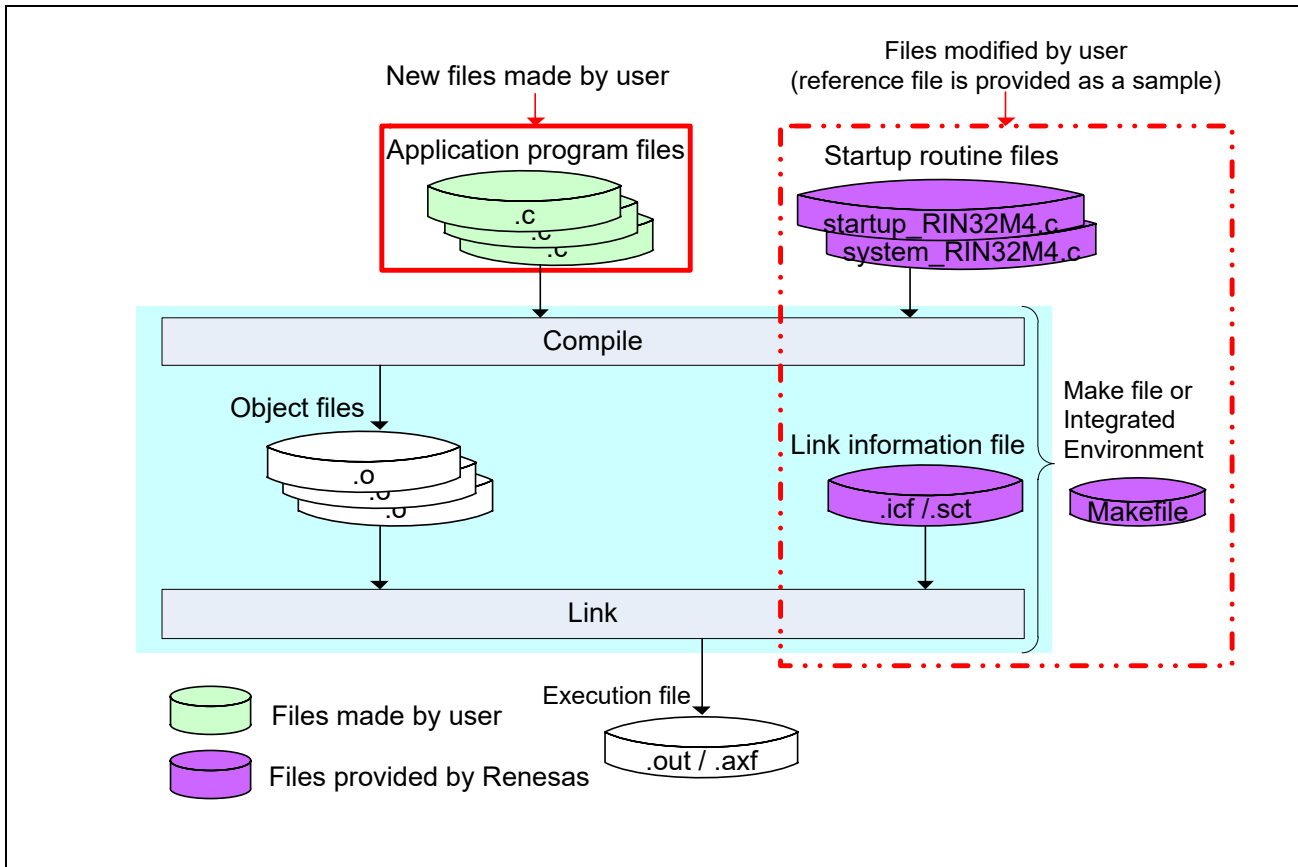 New files made by user
Files modified by user
(reference file is provided as a sample)
Application program files
.c
.c
.c
Startup routine files
startup_RIN32M4.c
system_RIN32M4.c
Compile
Object files
.o
.o
.o
Link information file
.icf /.sct
Make file or
Integrated
Environment
Makefile
Link
Execution file
.out / .axf
Files made by user
Files provided by Renesas